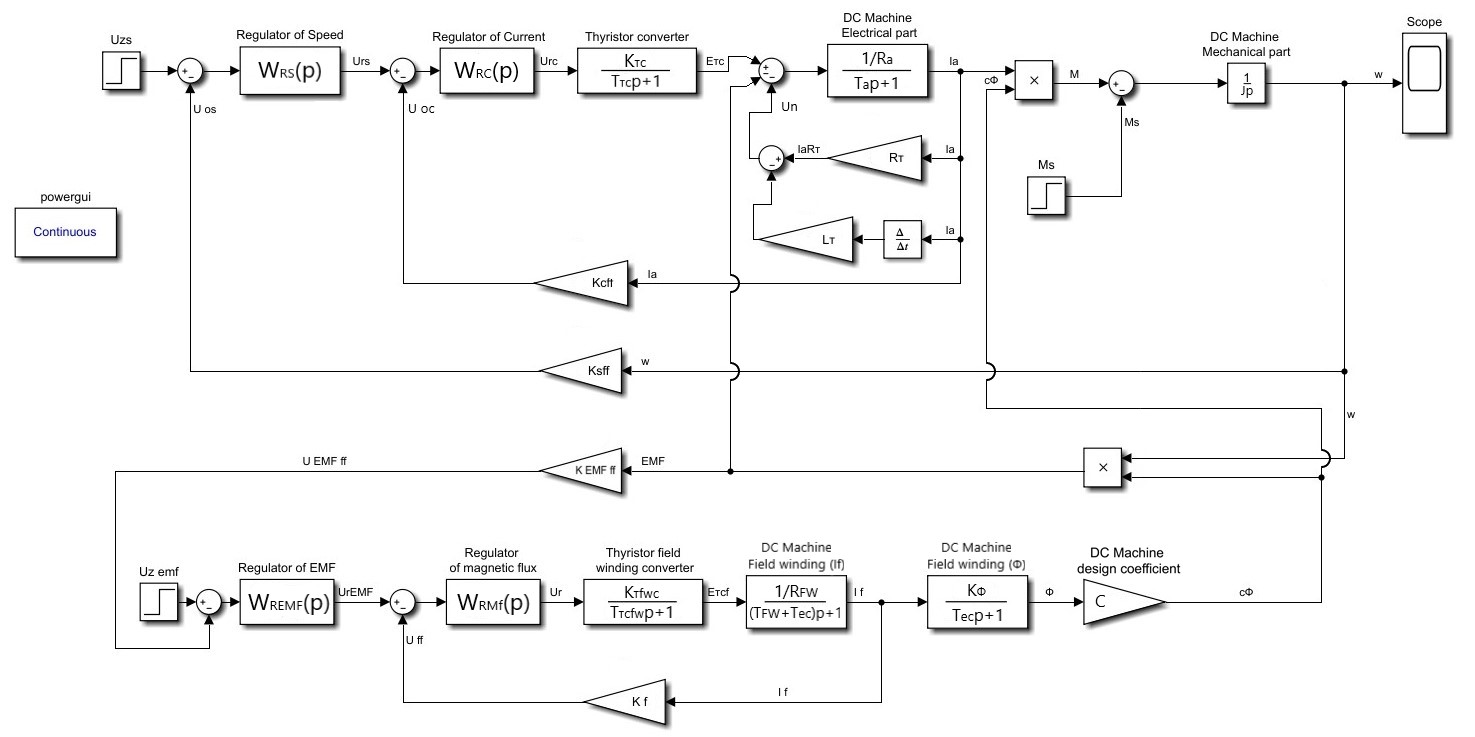 Uzs
Regulator of Speed
WRS(p)
Urs
U os
Regulator of Current
WRC(p)
Urc
U oc
Thyristor converter
KTC
TTCp+1
ETC
DC Machine
Electrical part
1/Ra
Tap+1
Ia
cΦ
×
M
Ms
DC Machine
Mechanical part
1
Jp
w
Scope
Un
IaRT
RT
Ia
Ms
powergui
Continuous
LT
Δ
Δt
Ia
Kcff
Ia
Ksff
w
w
U EMF ff
K EMF ff
EMF
×
Uz emf
Regulator of EMF
WREMF(p)
UrEMF
Regulator
of magnetic flux
WRMf(p)
Ur
Thyristor field
winding converter
KTfwc
TTcfwp+1
ETcf
DC Machine
Field winding (If)
1/RFW
(TFW+Tec)p+1
I f
DC Machine
Field winding (Φ)
KΦ
Tecp+1
Φ
DC Machine
design coefficient
C
cΦ
U ff
K f
I f